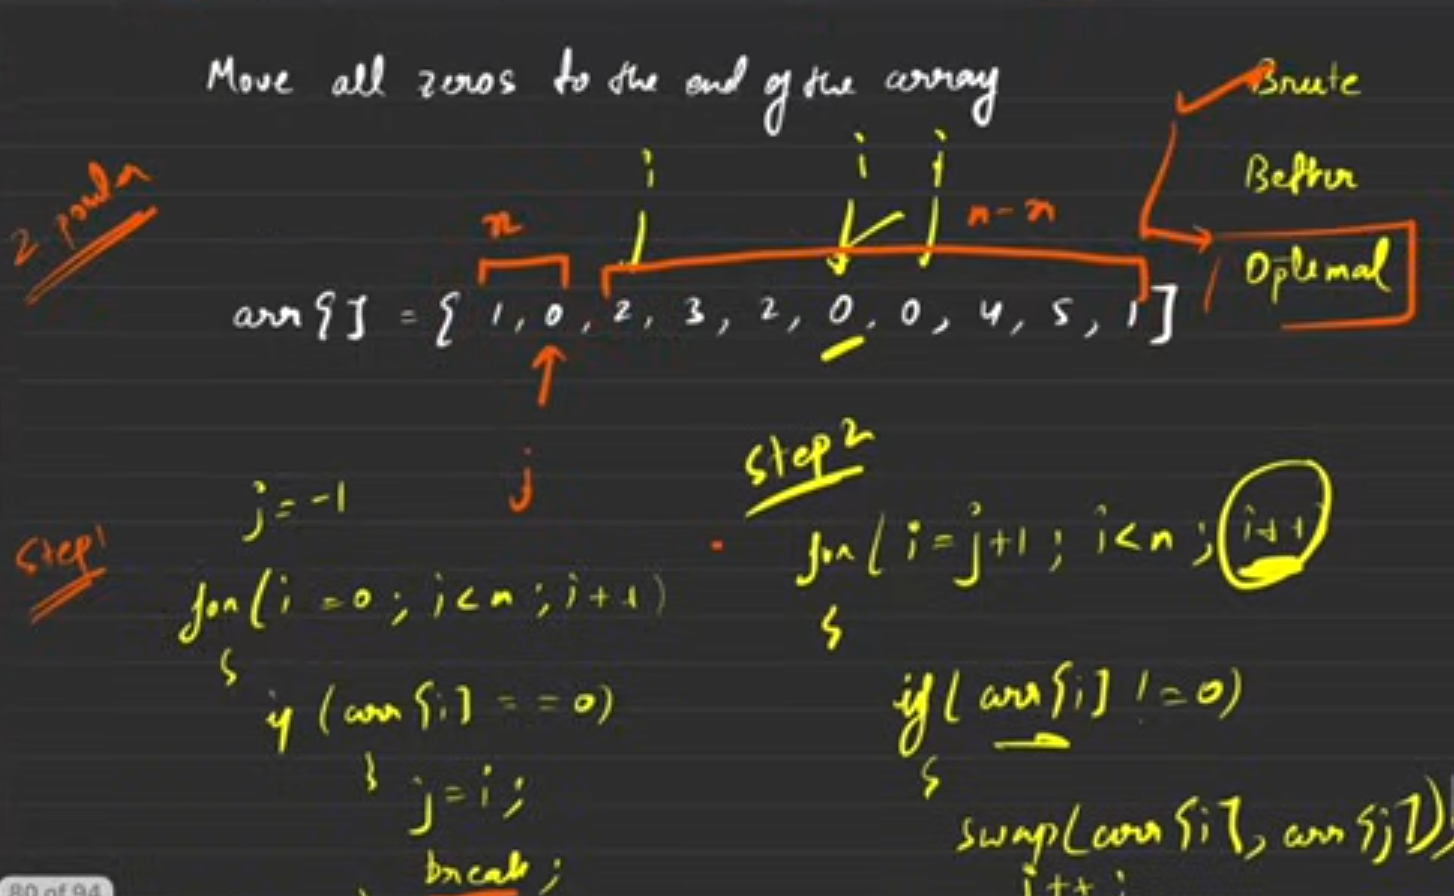 Move all zeros to the end of the array
Brute
Better
Optimal
2-pointer
i
i
j
x
n-x
arr[] = { 1, 0, 2, 3, 2, 0, 0, 4, 5, 1 ]
j
Step 1
j = -1
for(i = 0; i < n; i++)
{
if (arr[i] == 0)
{
j = i;
break;
Step 2
for(i = j+1; i < n; i++)
{
if(arr[i] != 0)
{
swap(arr[i], arr[j])
j++;
80 of 94